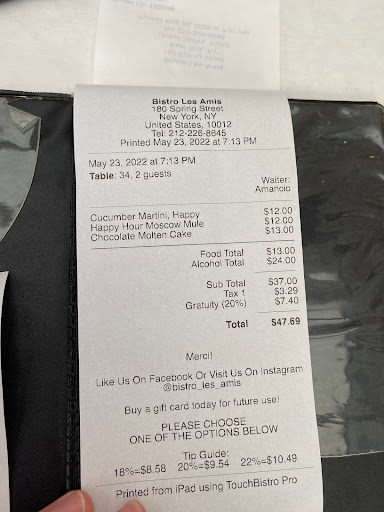 Bistro Les Amis
180 Spring Street
New York, NY
United States, 10012
Tel: 212-226-8645
Printed May 23, 2022 at 7:13 PM
May 23, 2022 at 7:13 PM
Table: 34, 2 guests
Waiter:
Amancio
Cucumber Martini, Happy $12.00
Happy Hour Moscow Mule $12.00
Chocolate Molten Cake $13.00
Food Total $13.00
Alcohol Total $24.00
Sub Total $37.00
Tax 1 $3.29
Gratuity (20%) $7.40
Total $47.69
Merci!
Like Us On Facebook Or Visit Us On Instagram
@bistro_les_amis
Buy a gift card today for future use!
PLEASE CHOOSE
ONE OF THE OPTIONS BELOW
Tip Guide:
18%=$8.58 20%=$9.54 22%=$10.49
Printed from iPad using TouchBistro Pro